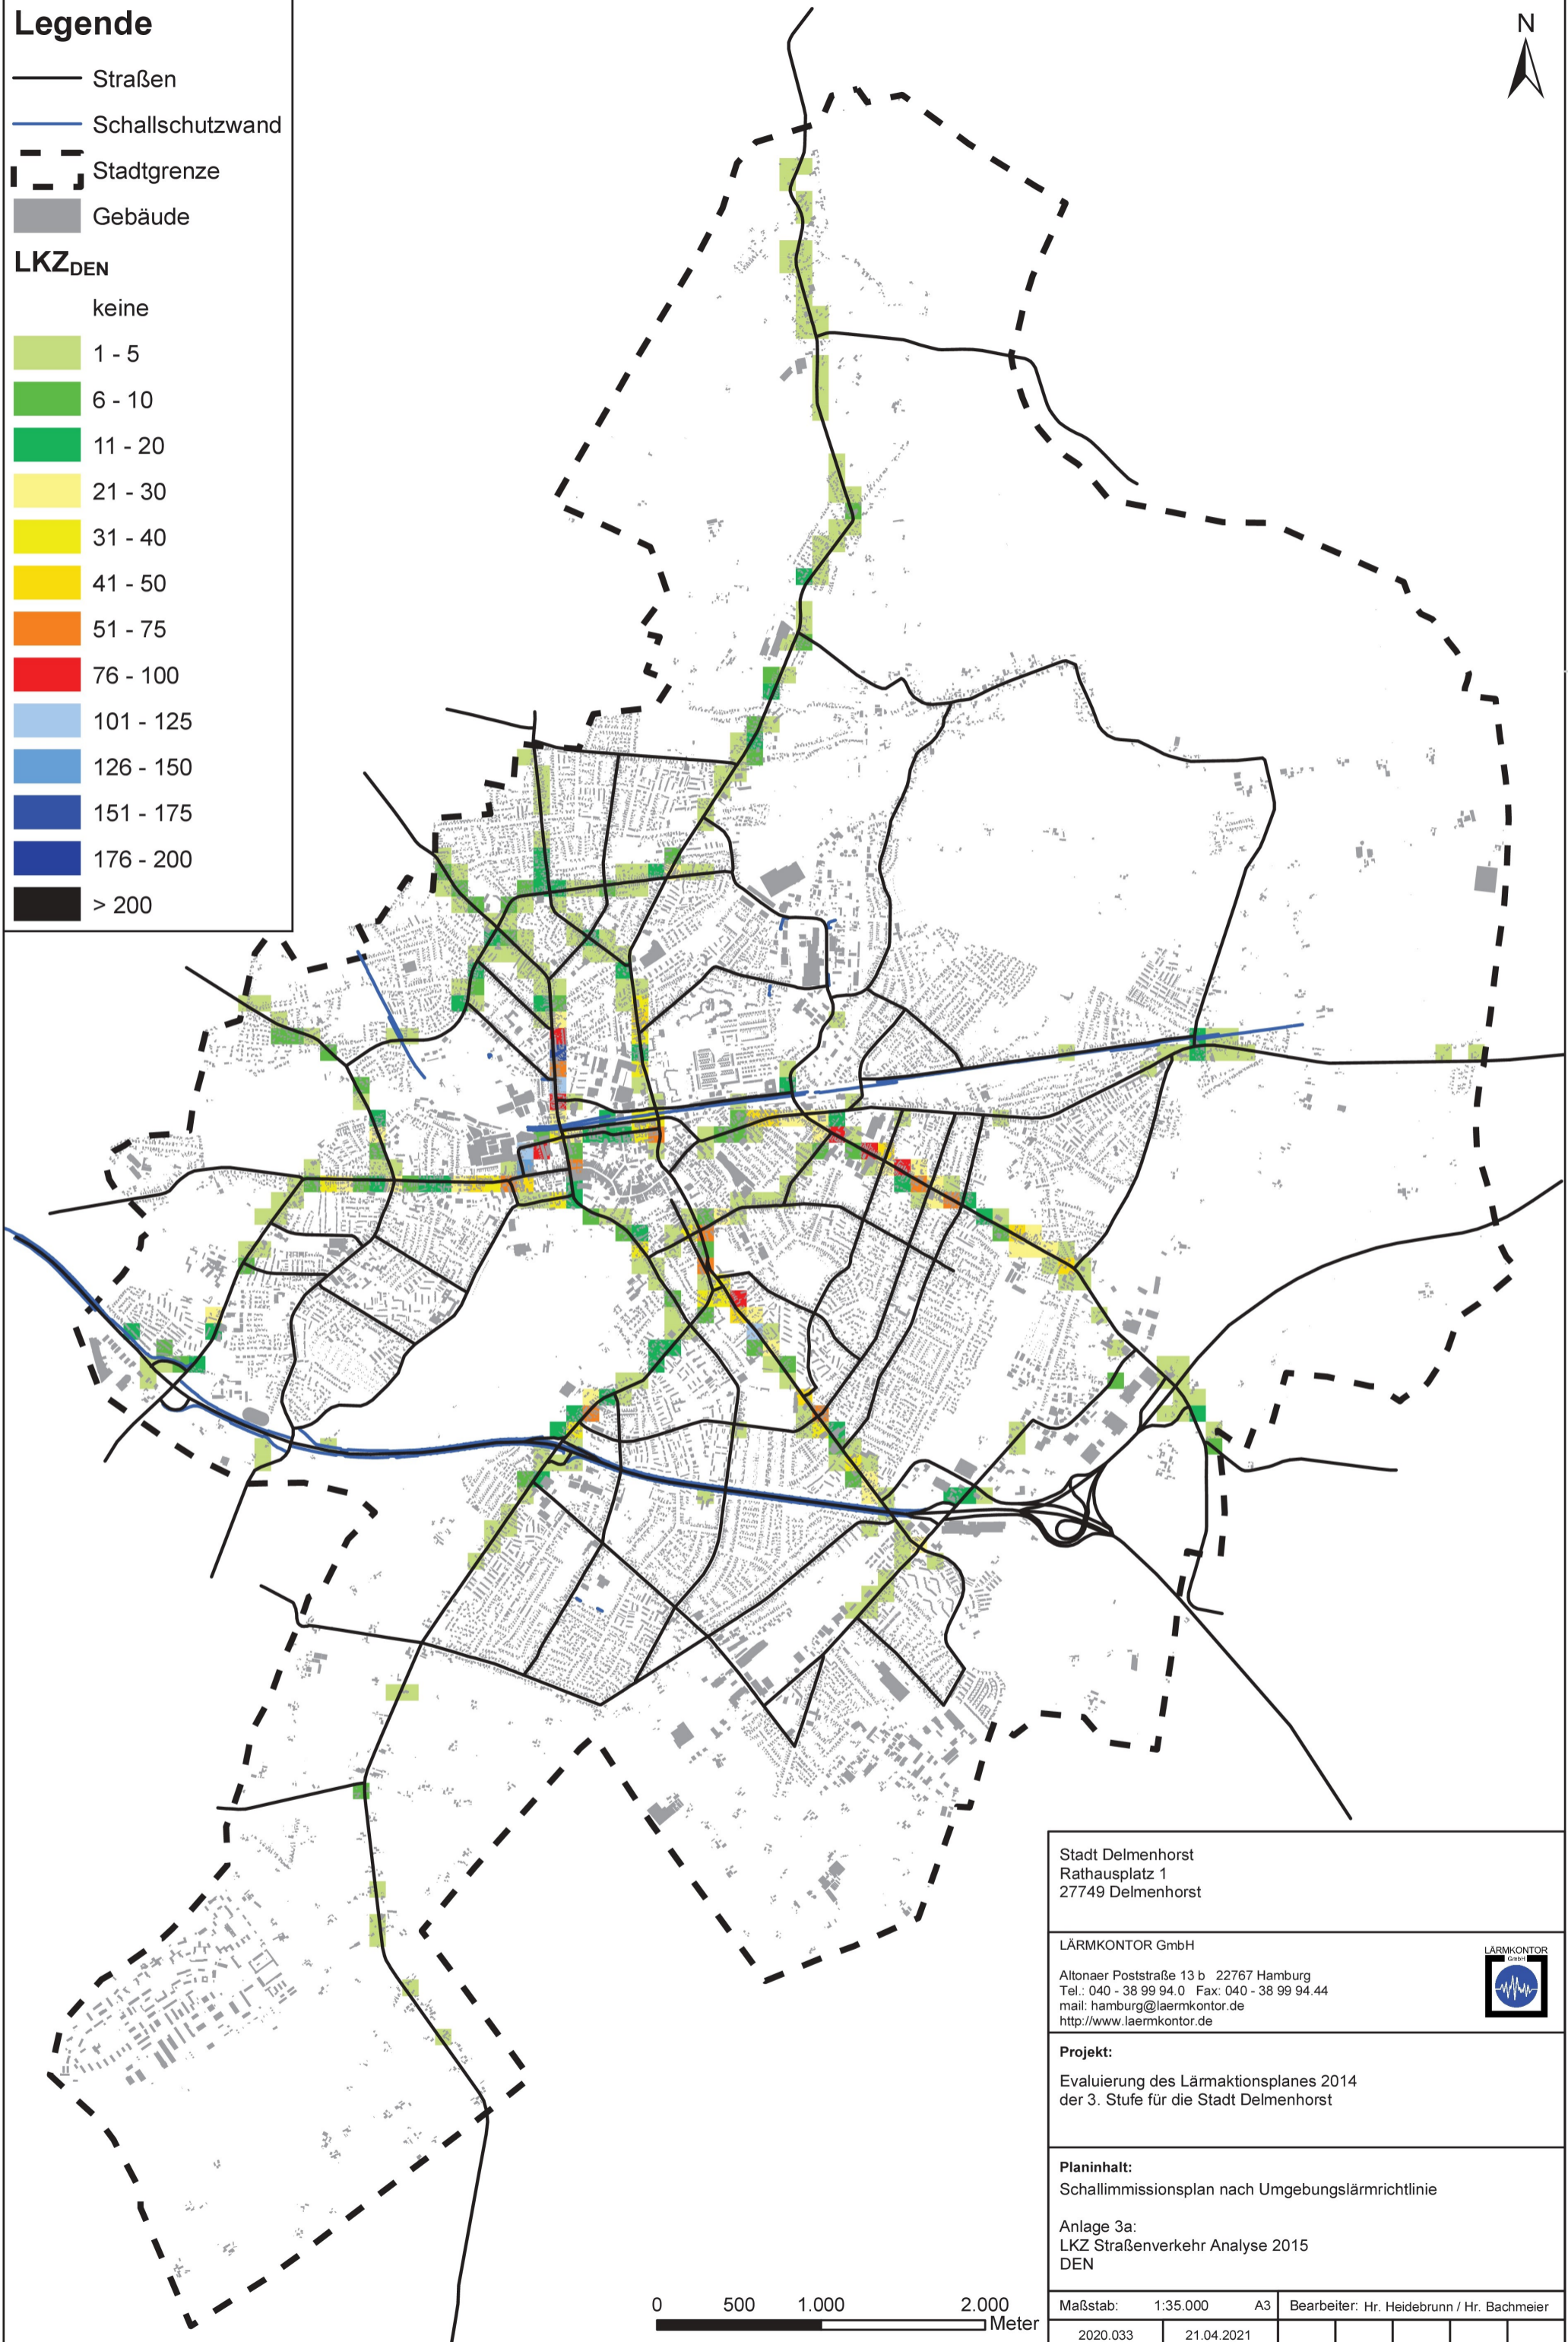 Legende
Straßen
Schallschutzwand
Stadtgrenze
Gebäude
LKZDEN
keine
1 - 5
6 - 10
11 - 20
21 - 30
31 - 40
41 - 50
51 - 75
76 - 100
101 - 125
126 - 150
151 - 175
176 - 200
> 200
N
0 500 1.000 2.000
Meter
Stadt Delmenhorst
Rathausplatz 1
27749 Delmenhorst
LÄRMKONTOR GmbH
Altonaer Poststraße 13 b 22767 Hamburg
Tel.: 040 - 38 99 94.0 Fax: 040 - 38 99 94.44
mail: hamburg@laermkontor.de
http://www.laermkontor.de
LÄRMKONTOR
GmbH
Projekt:
Evaluierung des Lärmaktionsplanes 2014
der 3. Stufe für die Stadt Delmenhorst
Planinhalt:
Schallimmissionsplan nach Umgebungslärmrichtlinie
Anlage 3a:
LKZ Straßenverkehr Analyse 2015
DEN
Maßstab: 1:35.000 A3 Bearbeiter: Hr. Heidebrunn / Hr. Bachmeier
2020.033 21.04.2021